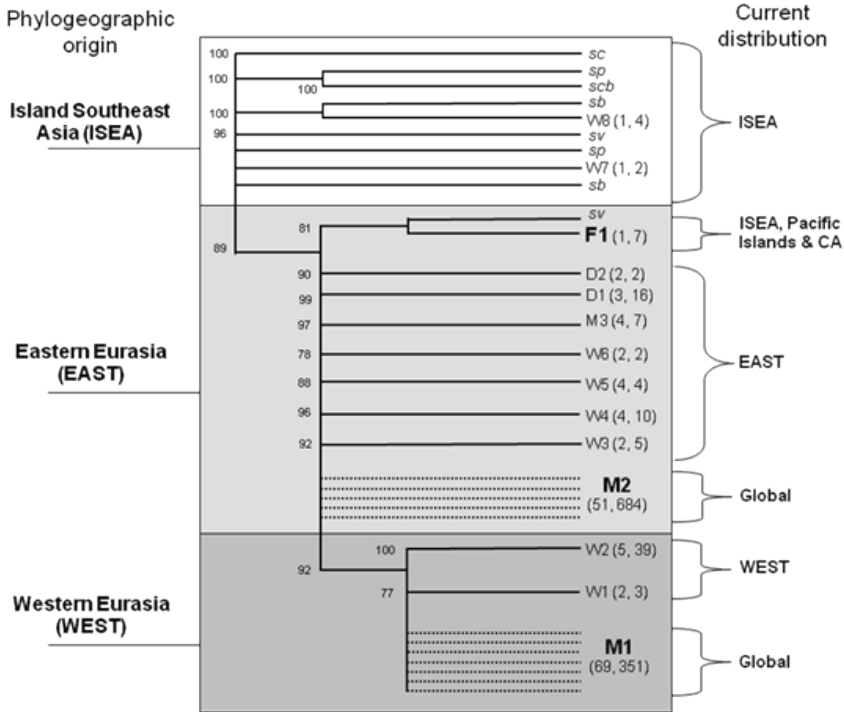 Phylogeographic
origin
Current
distribution
Island Southeast
Asia (ISEA)
100
sc
100
sp
100
scb
100
sb
W8 (1, 4)
96
sv
sp
W7 (1, 2)
sb
ISEA
Eastern Eurasia
(EAST)
89
81
sv
F1 (1, 7)
ISEA, Pacific
Islands & CA
90
D2 (2, 2)
99
D1 (3, 16)
97
M3 (4, 7)
78
W6 (2, 2)
88
W5 (4, 4)
96
W4 (4, 10)
92
W3 (2, 5)
EAST
M2
(51, 684)
Global
Western Eurasia
(WEST)
92
100
W2 (5, 39)
77
W1 (2, 3)
WEST
M1
(69, 351)
Global